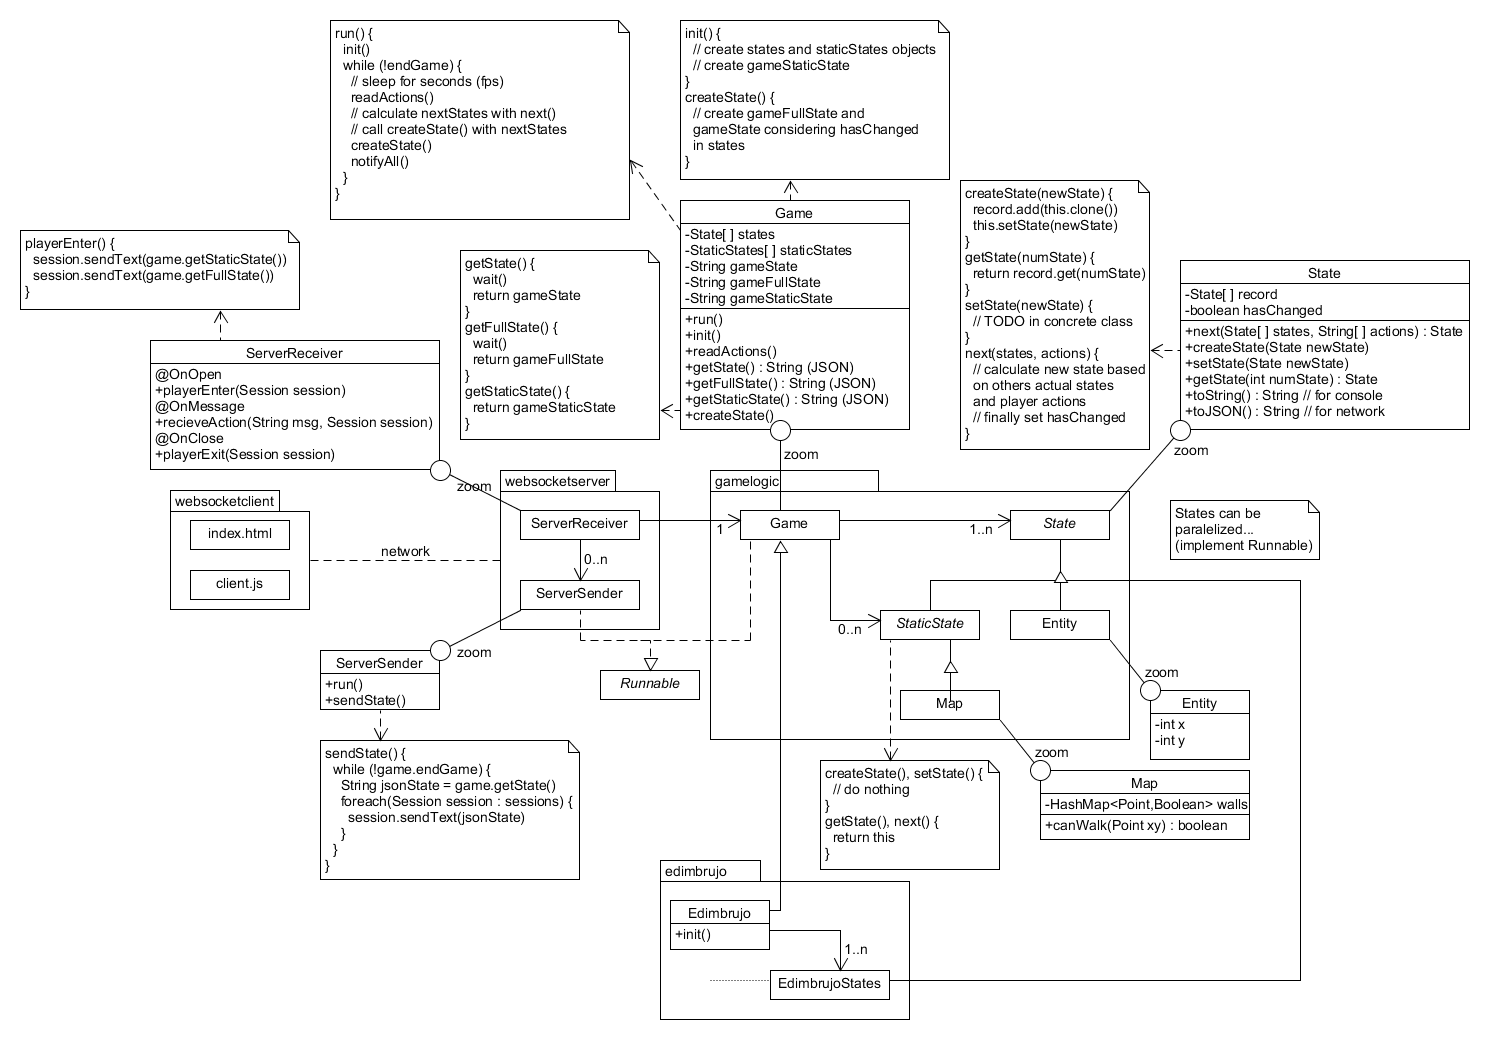 run() {
init()
while (!endGame) {
// sleep for seconds (fps)
readActions()
// calculate nextStates with next()
// call createState() with nextStates
createState()
notifyAll()
}
}
init() {
// create states and staticStates objects
// create gameStaticState
}
createState() {
// create gameFullState and
gameState considering hasChanged
in states
}
playerEnter() {
session.sendText(game.getStaticState())
session.sendText(game.getFullState())
}
getState() {
wait()
return gameState
}
getFullState() {
wait()
return gameFullState
}
getStaticState() {
return gameStaticState
}
Game
-State[ ] states
-StaticStates[ ] staticStates
-String gameState
-String gameFullState
-String gameStaticState
+run()
+init()
+readActions()
+getState() : String (JSON)
+getFullState() : String (JSON)
+getStaticState() : String (JSON)
+createState()
zoom
createState(newState) {
record.add(this.clone())
this.setState(newState)
}
getState(numState) {
return record.get(numState)
}
setState(newState) {
// TODO in concrete class
}
next(states, actions) {
// calculate new state based
on others actual states
and player actions
// finally set hasChanged
}
State
-State[ ] record
-boolean hasChanged
+next(State[ ] states, String[ ] actions) : State
+createState(State newState)
+setState(State newState)
+getState(int numState) : State
+toString() : String // for console
+toJSON() : String // for network
zoom
ServerReceiver
@OnOpen
+playerEnter(Session session)
@OnMessage
+recieveAction(String msg, Session session)
@OnClose
+playerExit(Session session)
zoom
websocketclient
index.html
client.js
network
websocketserver
ServerReceiver
0..n
ServerSender
1
gamelogic
Game
1..n
State
0..n
StaticState
Entity
Map
States can be
paralelized...
(implement Runnable)
zoom
ServerSender
+run()
+sendState()
Runnable
zoom
Entity
-int x
-int y
zoom
Map
-HashMap<Point,Boolean> walls
+canWalk(Point xy) : boolean
sendState() {
while (!game.endGame) {
String jsonState = game.getState()
foreach(Session session : sessions) {
session.sendText(jsonState)
}
}
}
createState(), setState() {
// do nothing
}
getState(), next() {
return this
}
edimbrujo
Edimbrujo
+init()
1..n
EdimbrujoStates